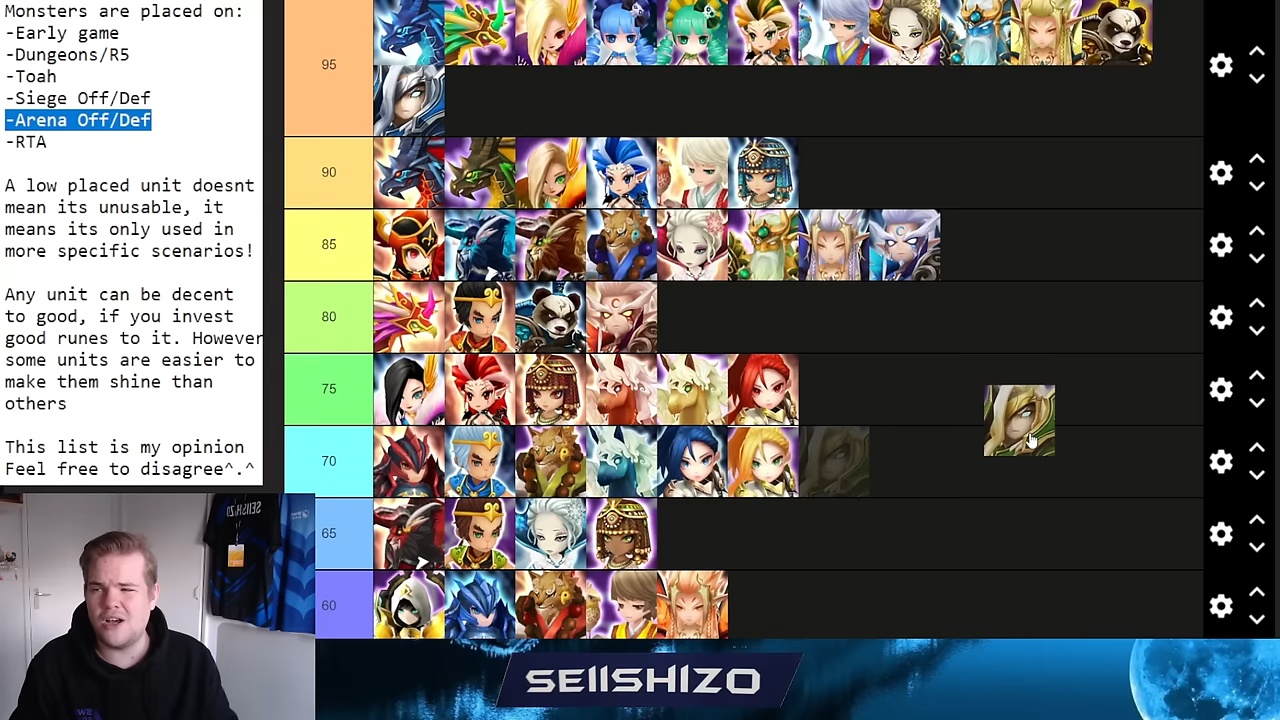 Monsters are placed on:
-Early game
-Dungeons/R5
-Toah
-Siege Off/Def
-Arena Off/Def
-RTA
A low placed unit doesnt
mean its unusable, it
means its only used in
more specific scenarios!
Any unit can be decent
to good, if you invest
good runes to it. However
some units are easier to
make them shine than
others
This list is my opinion
Feel free to disagree^.^
95
90
85
80
75
70
65
60
SEIISHIZO